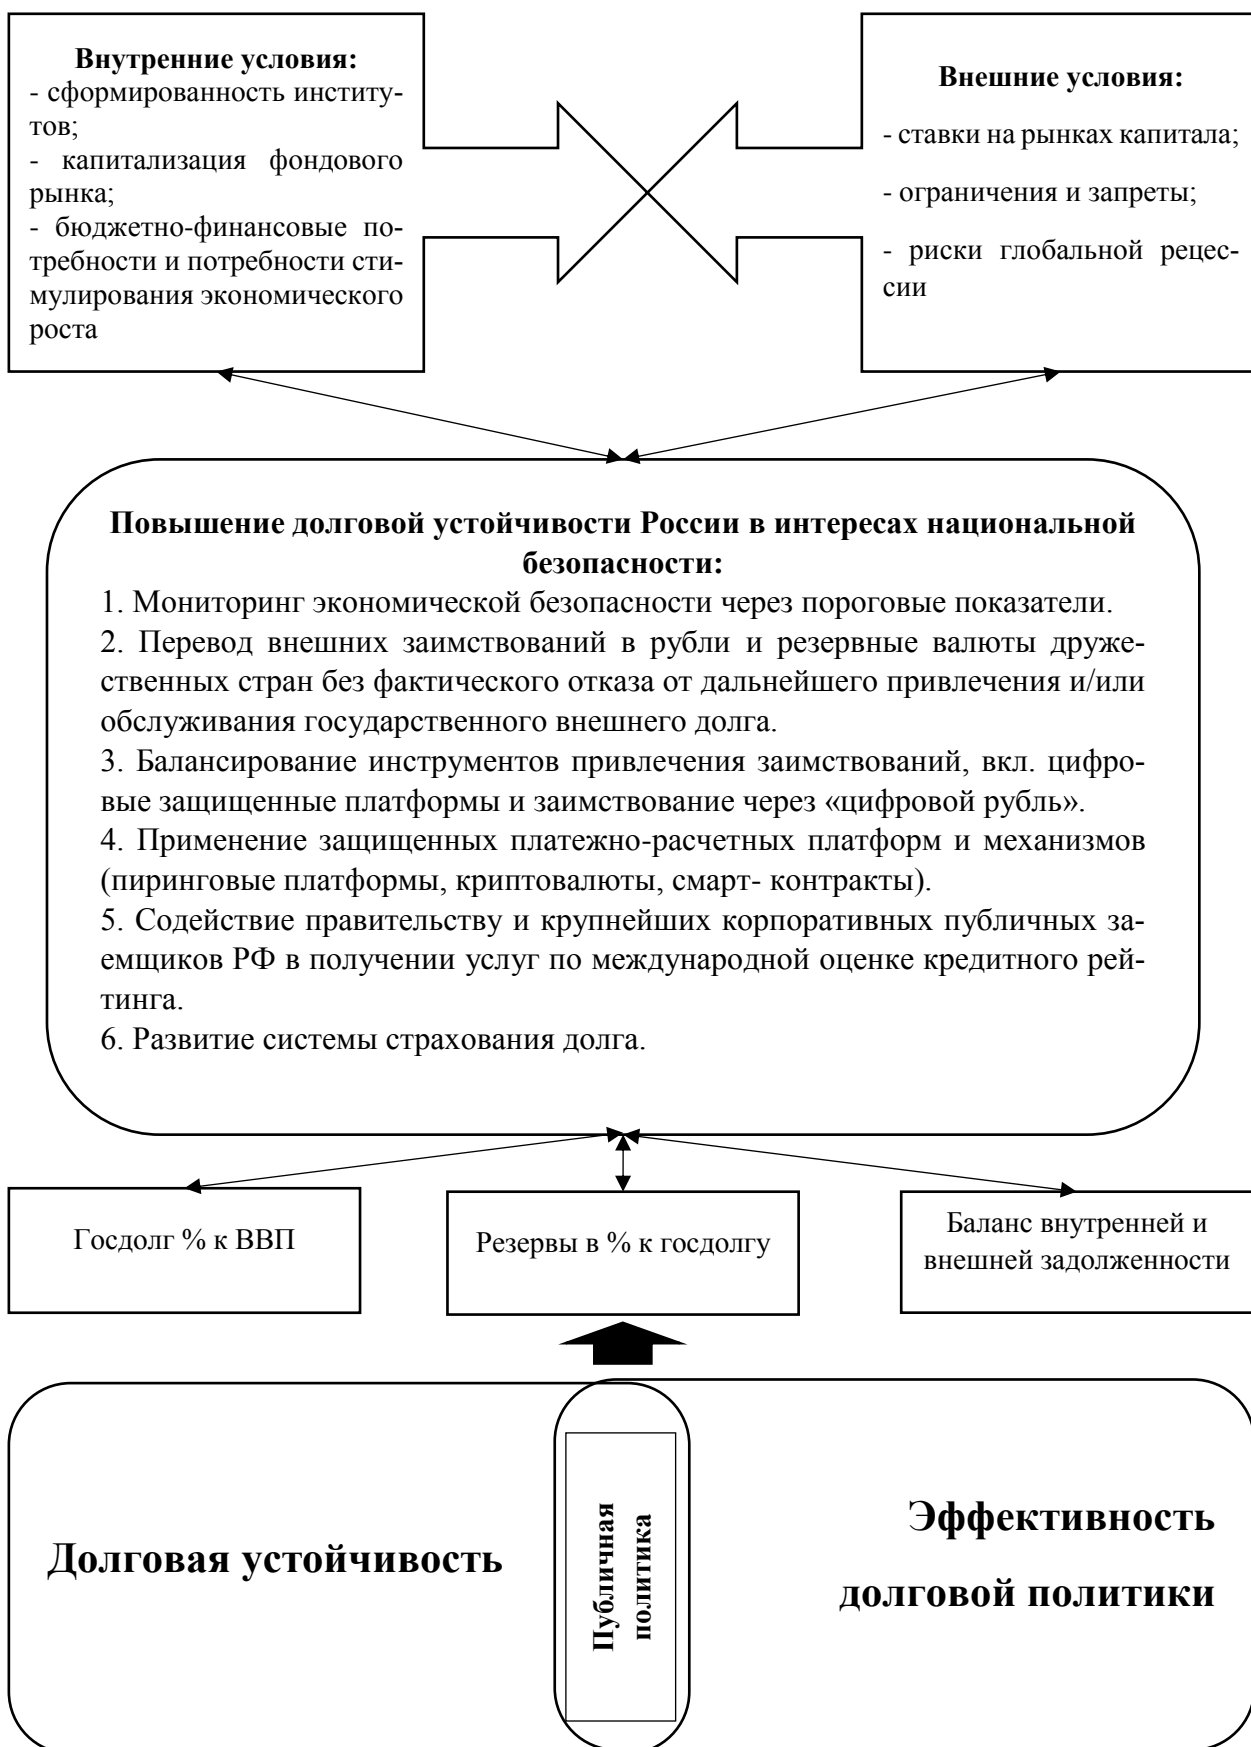 Внутренние условия:
- сформированность институ-
тов;
- капитализация фондового
рынка;
- бюджетно-финансовые по-
требности и потребности сти-
мулирования экономического
роста
Внешние условия:
- ставки на рынках капитала;
- ограничения и запреты;
- риски глобальной рецес-
сии
Повышение долговой устойчивости России в интересах национальной
безопасности:
1. Мониторинг экономической безопасности через пороговые показатели.
2. Перевод внешних заимствований в рубли и резервные валюты друже-
ственных стран без фактического отказа от дальнейшего привлечения и/или
обслуживания государственного внешнего долга.
3. Балансирование инструментов привлечения заимствований, вкл. цифро-
вые защищенные платформы и заимствование через «цифровой рубль».
4. Применение защищенных платежно-расчетных платформ и механизмов
(пиринговые платформы, криптовалюты, смарт- контракты).
5. Содействие правительству и крупнейших корпоративных публичных за-
емщиков РФ в получении услуг по международной оценке кредитного рей-
тинга.
6. Развитие системы страхования долга.
Госдолг % к ВВП
Резервы в % к госдолгу
Баланс внутренней и
внешней задолженности
Долговая устойчивость
Публичная
политика
Эффективность
долговой политики